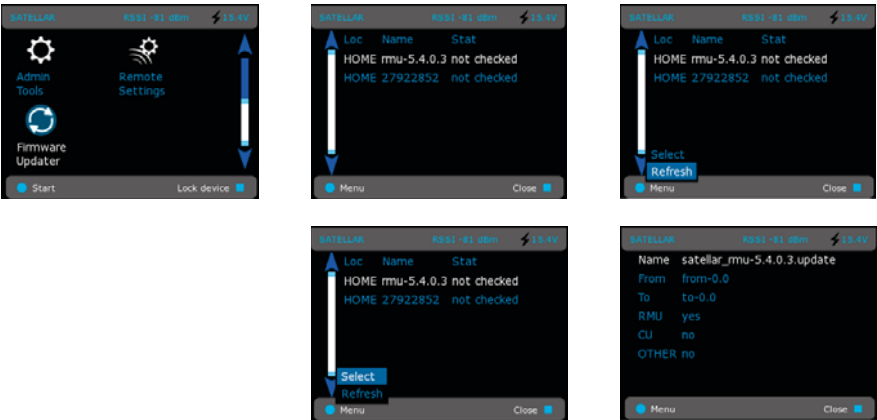 SATELLAR RSSI -81 dBm 15.4V
Admin
Tools
Remote
Settings
Firmware
Updater
Start Lock device
SATELLAR RSSI -81 dBm 15.4V
Loc Name Stat
HOME rmu-5.4.0.3 not checked
HOME 27922852 not checked
Menu Close
SATELLAR RSSI -81 dBm 15.4V
Loc Name Stat
HOME rmu-5.4.0.3 not checked
HOME 27922852 not checked
Select
Refresh
Menu Close
SATELLAR RSSI -81 dBm 15.4V
Loc Name Stat
HOME rmu-5.4.0.3 not checked
HOME 27922852 not checked
Select
Refresh
Menu Close
SATELLAR RSSI -81 dBm 15.4V
Name satellar_rmu-5.4.0.3.update
From from-0.0
To to-0.0
RMU yes
CU no
OTHER no
Menu Close